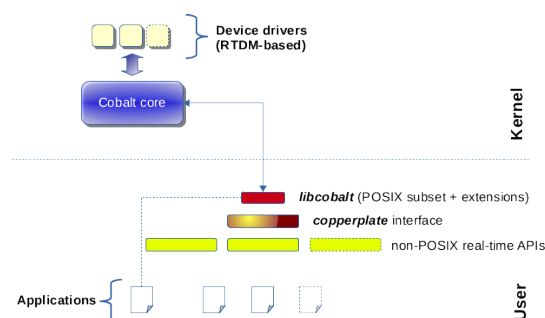 Device drivers
(RTDM-based)
Cobalt core
Kernel
libcobalt (POSIX subset + extensions)
copperplate interface
non-POSIX real-time APIs
Applications
User